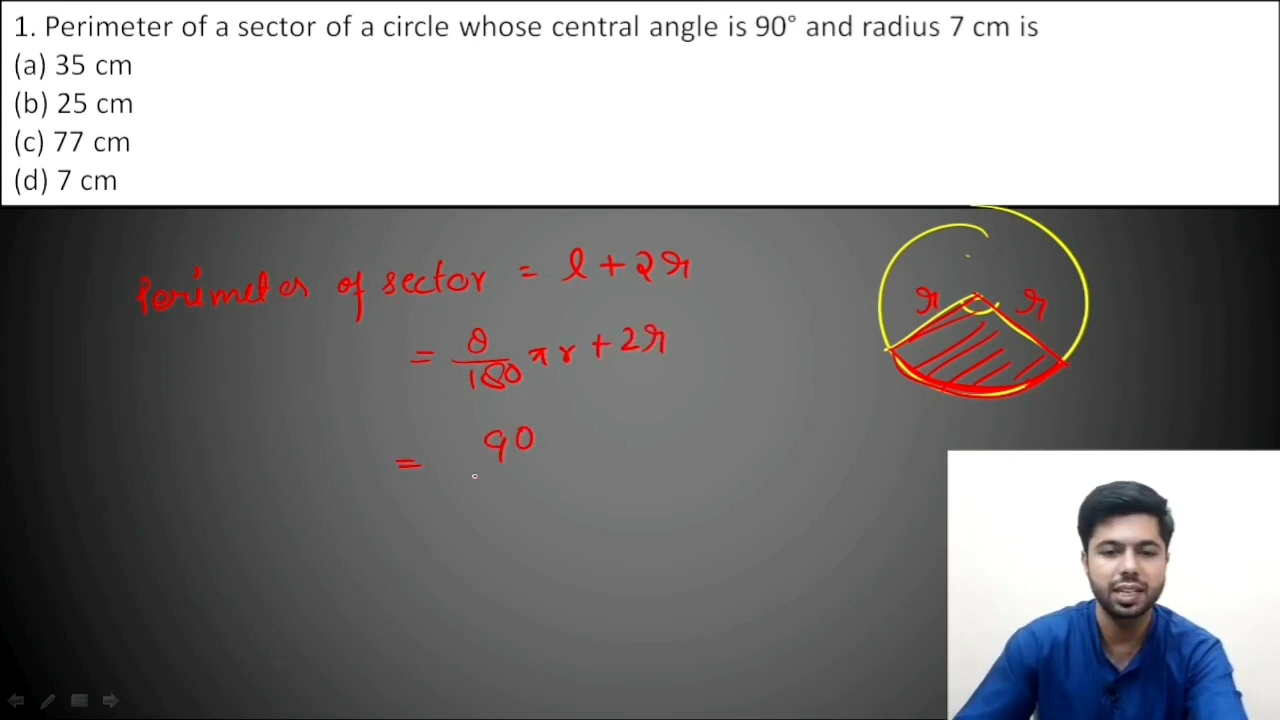 1. Perimeter of a sector of a circle whose central angle is 90° and radius 7 cm is
(a) 35 cm
(b) 25 cm
(c) 77 cm
(d) 7 cm
Perimeter of sector = l + 2r
= θ/180 π r + 2r
= 90
r r